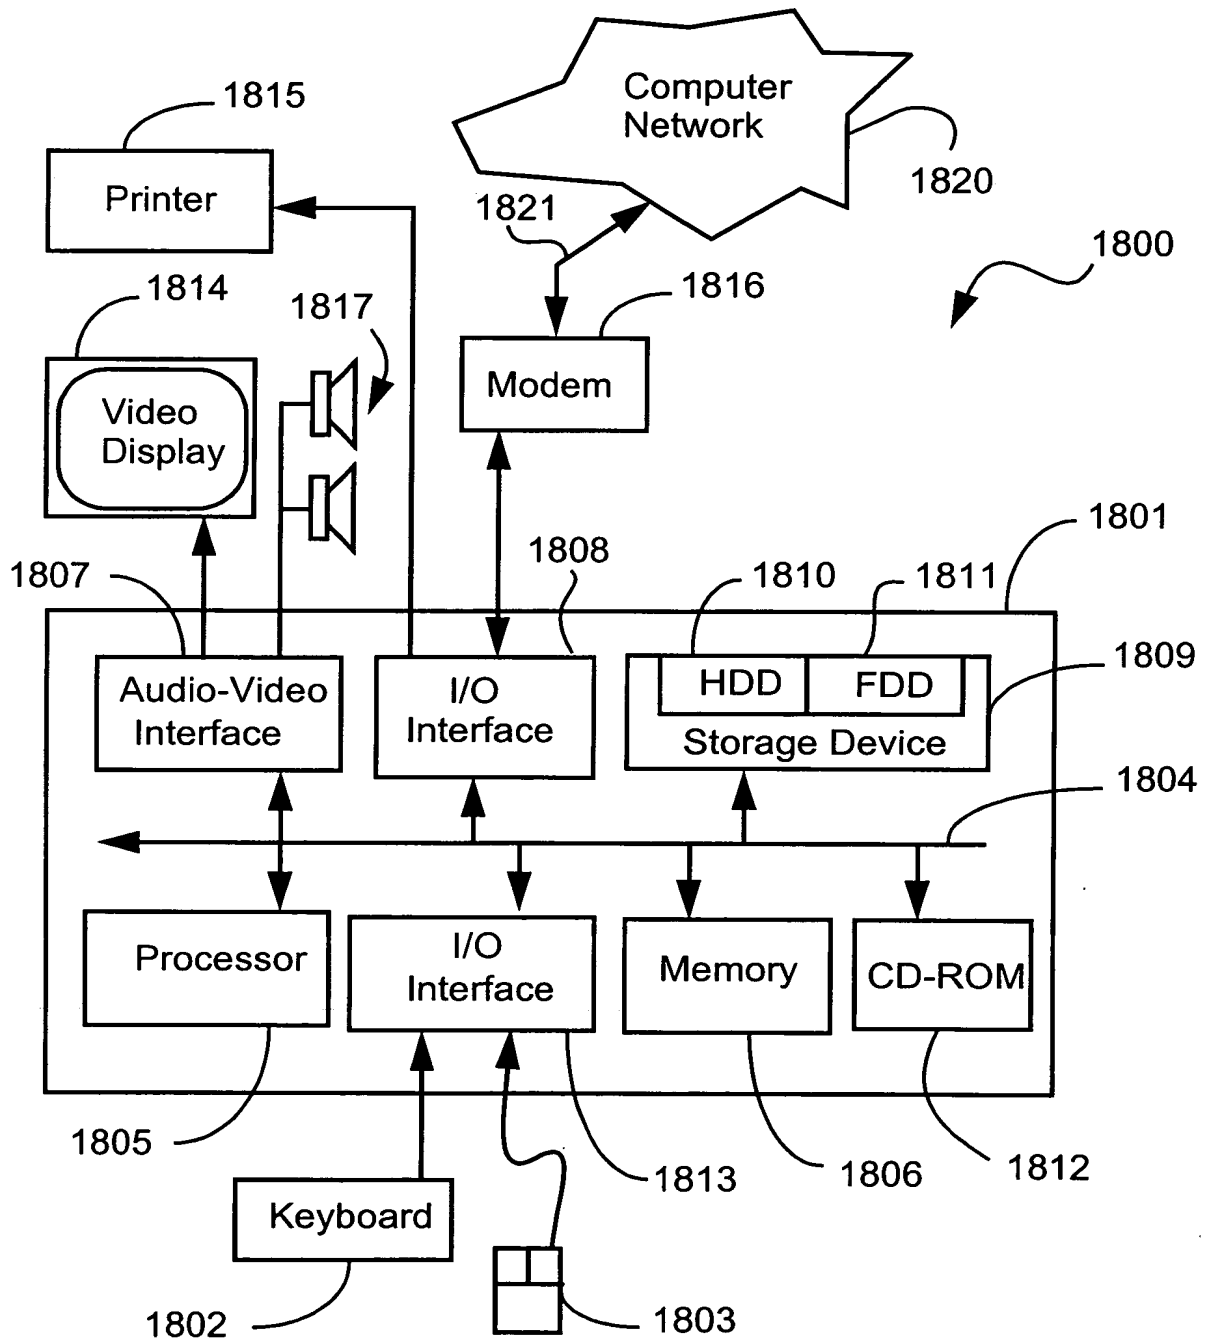 1815
Computer
Network
Printer
1820
1821
1800
1814
1817
1816
Video
Display
Modem
1801
1807
1808
1810
1811
1809
Audio-Video
Interface
I/O
Interface
HDD
FDD
Storage Device
1804
Processor
I/O
Interface
Memory
CD-ROM
1805
1813
1806
1812
Keyboard
1802
1803